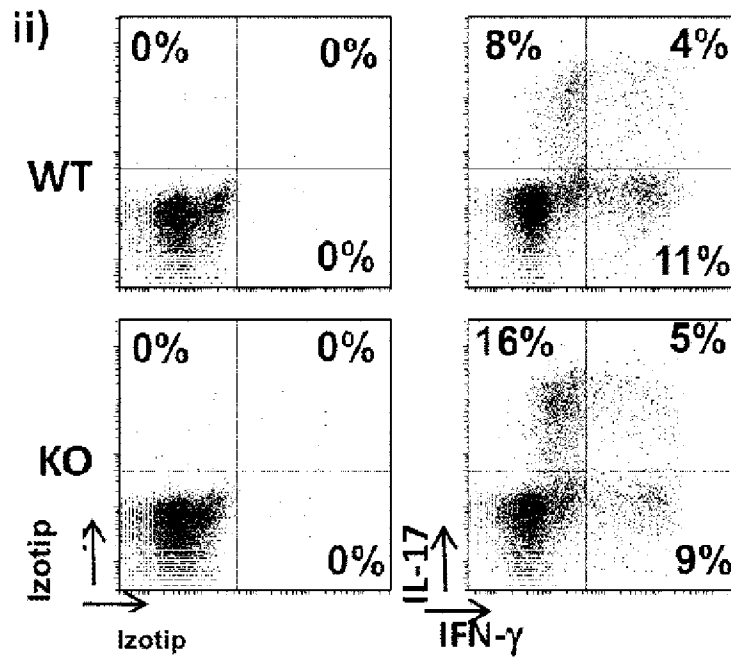 ii)
0% 0% 8% 4%
WT
0% 11%
0% 0% 16% 5%
KO
0% 9%
Izotip IL-17
Izotip IFN-γ